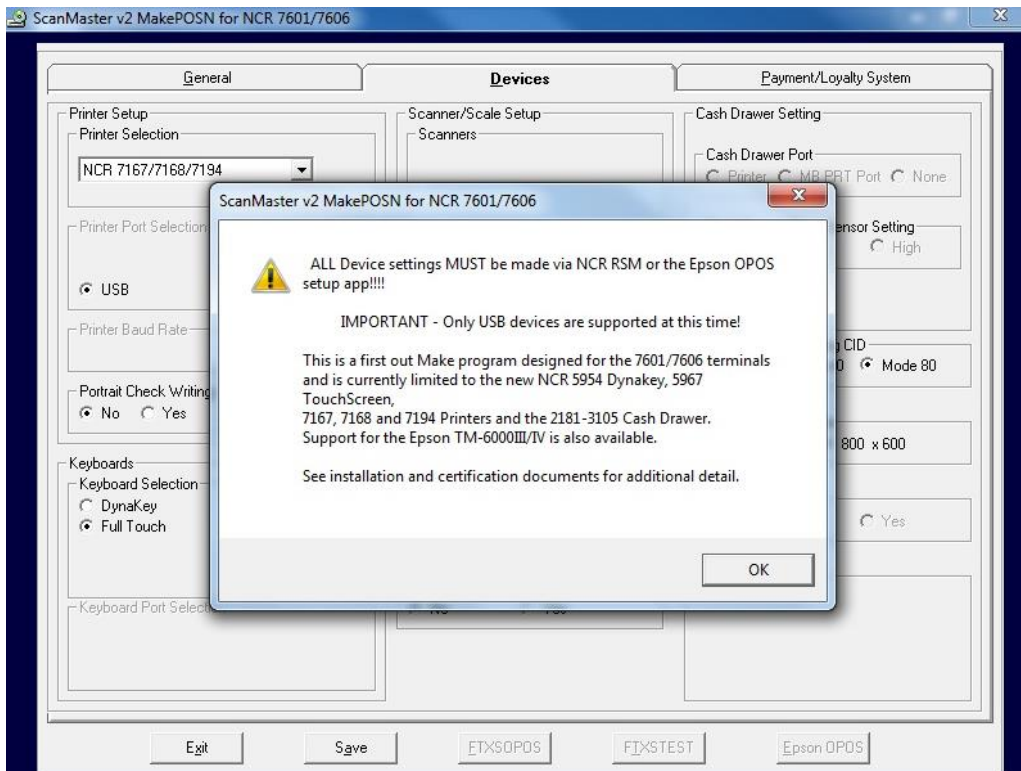 ScanMaster v2 MakePOSN for NCR 7601/7606
General
Devices
Payment/Loyalty System
Printer Setup
Printer Selection
NCR 7167/7168/7194
Printer Port Selection
USB
Printer Baud Rate
Portrait Check Writing
No Yes
Keyboards
Keyboard Selection
DynaKey
Full Touch
Keyboard Port Select
Scanner/Scale Setup
Scanners
Cash Drawer Setting
Cash Drawer Port
Printer MB PRT Port None
ensor Setting
High
CID
0 Mode 80
800 x 600
Yes
ScanMaster v2 MakePOSN for NCR 7601/7606
ALL Device settings MUST be made via NCR RSM or the Epson OPOS
setup app!!!!
IMPORTANT - Only USB devices are supported at this time!
This is a first out Make program designed for the 7601/7606 terminals
and is currently limited to the new NCR 5954 Dynakey, 5967
TouchScreen,
7167, 7168 and 7194 Printers and the 2181-3105 Cash Drawer.
Support for the Epson TM-6000III/IV is also available.
See installation and certification documents for additional detail.
OK
Exit
Save
FTXSOPOS
FTXSTEST
Epson OPOS